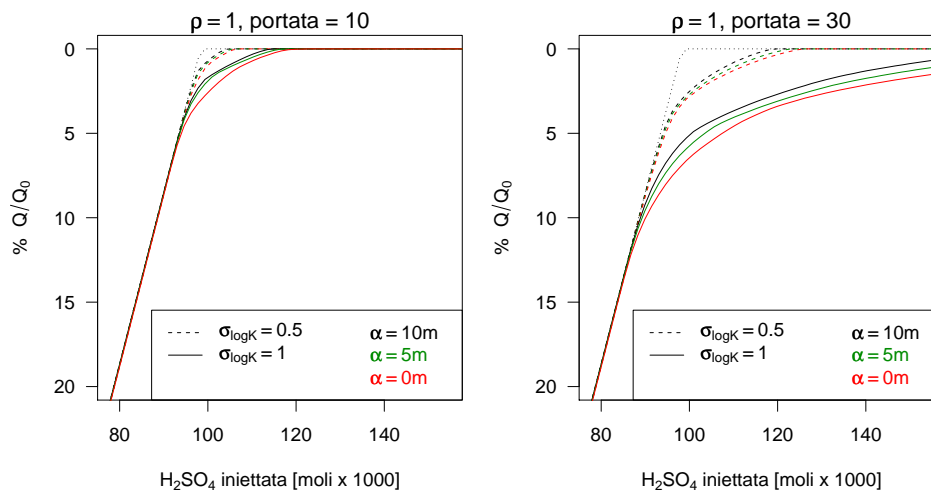 ρ = 1, portata = 10
0
5
10
15
20
% Q/Q₀
σlogK = 0.5
σlogK = 1
α = 10m
α = 5m
α = 0m
80 100 120 140
H₂SO₄ iniettata [moli x 1000]
ρ = 1, portata = 30
0
5
10
15
20
% Q/Q₀
σlogK = 0.5
σlogK = 1
α = 10m
α = 5m
α = 0m
80 100 120 140
H₂SO₄ iniettata [moli x 1000]